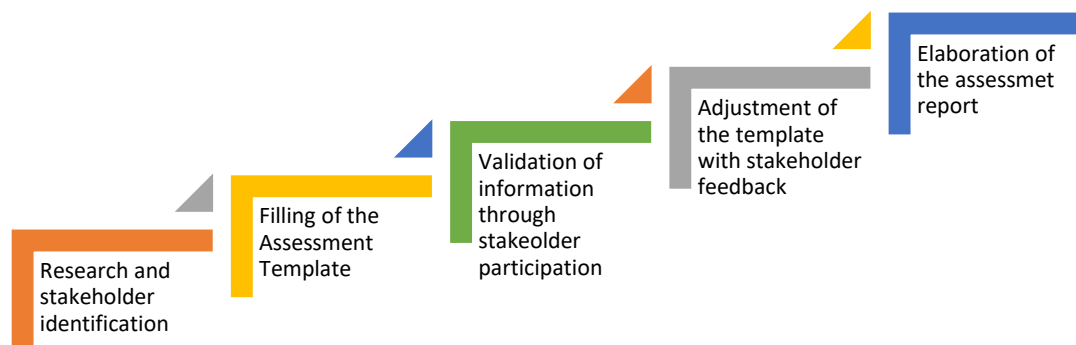 Research and
stakeholder
identification
Filling of the
Assessment
Template
Validation of
information
through
stakeolder
participation
Adjustment of
the template
with stakeholder
feedback
Elaboration of
the assessmet
report